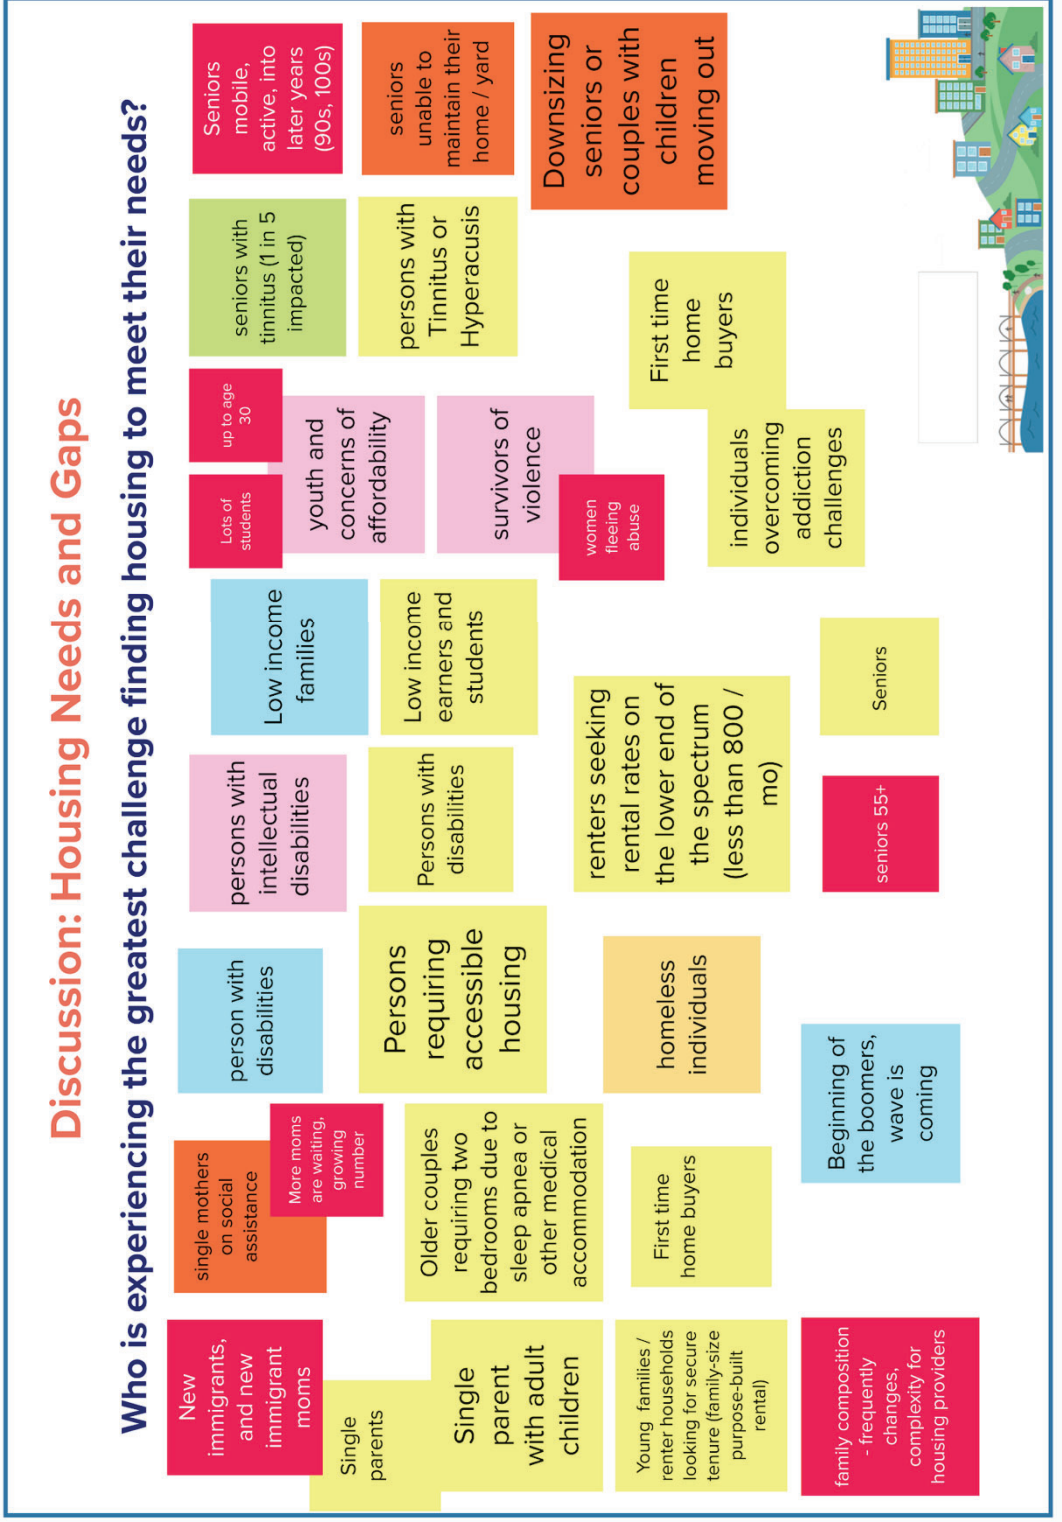 Discussion: Housing Needs and Gaps
Who is experiencing the greatest challenge finding housing to meet their needs?
New
immigrants,
and new
immigrant
moms
Single
parents
Single
parent
with adult
children
Young families /
renter households
looking for secure
tenure (family-size
purpose-built
rental)
family composition
- frequently
changes,
complexity for
housing providers
single mothers
on social
assistance
More moms
are waiting,
growing
number
Older couples
requiring two
bedrooms due to
sleep apnea or
other medical
accommodation
First time
home buyers
Beginning of
the boomers,
wave is
coming
person with
disabilities
Persons
requiring
accessible
housing
homeless
individuals
persons with
intellectual
disabilities
Persons with
disabilities
renters seeking
rental rates on
the lower end of
the spectrum
(less than 800 /
mo)
seniors 55+
Low income
families
Low income
earners and
students
Seniors
Lots of
students
up to age
30
youth and
concerns of
affordability
survivors of
violence
women
fleeing
abuse
individuals
overcoming
addiction
challenges
First time
home
buyers
seniors with
tinnitus (1 in 5
impacted)
persons with
Tinnitus or
Hyperacusis
Seniors
mobile,
active, into
later years
(90s, 100s)
seniors
unable to
maintain their
home / yard
Downsizing
seniors or
couples with
children
moving out